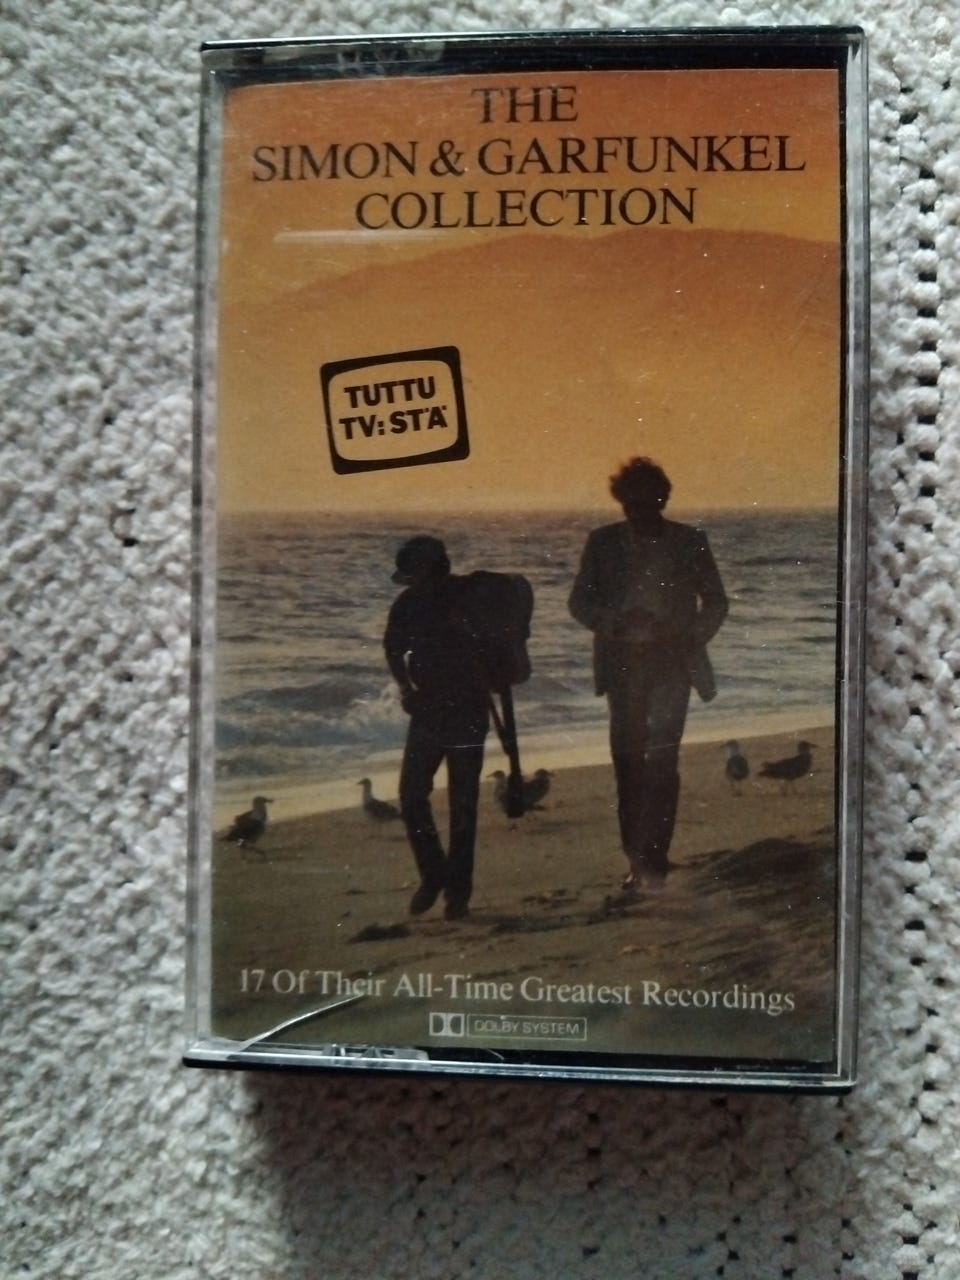 THE
SIMON & GARFUNKEL
COLLECTION
TUTTU
TV:STÄ
17 Of Their All-Time Greatest Recordings
DOLBY SYSTEM